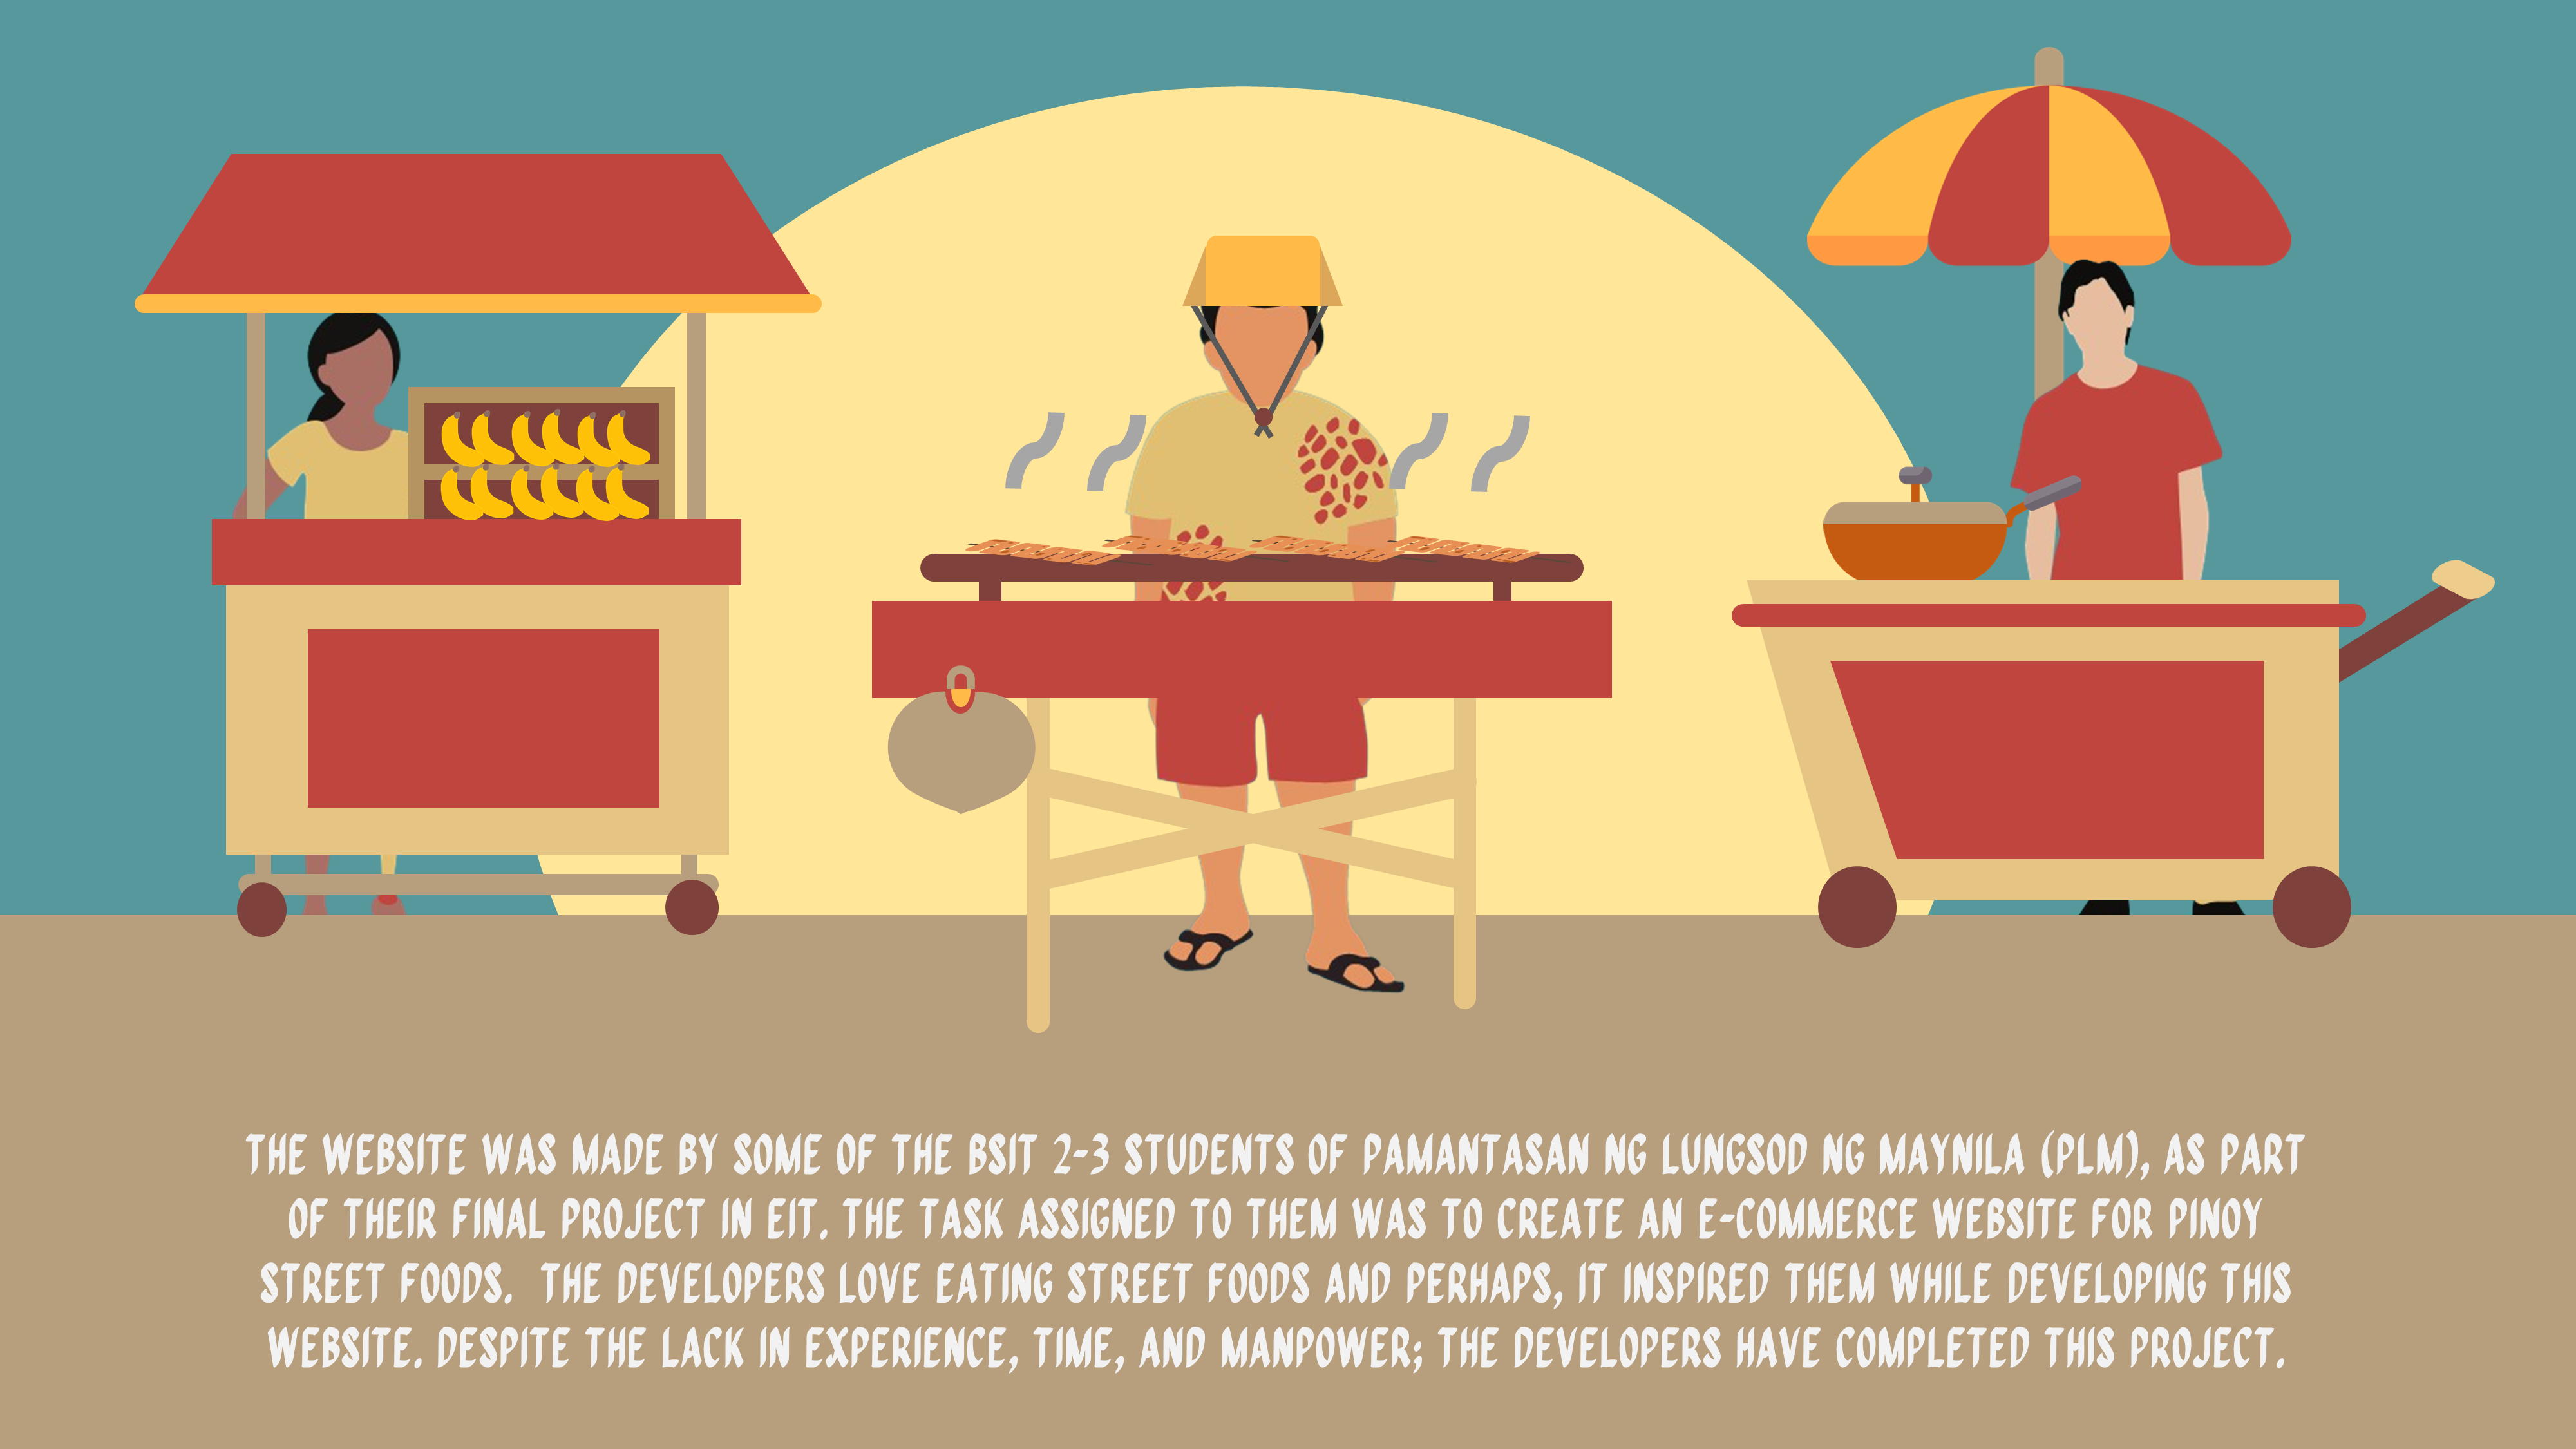 THE WEBSITE WAS MADE BY SOME OF THE BSIT 2-3 STUDENTS OF PAMANTASAN NG LUNGSOD NG MAYNILA (PLM), AS PART
OF THEIR FINAL PROJECT IN EIT. THE TASK ASSIGNED TO THEM WAS TO CREATE AN E-COMMERCE WEBSITE FOR PINOY
STREET FOODS. THE DEVELOPERS LOVE EATING STREET FOODS AND PERHAPS, IT INSPIRED THEM WHILE DEVELOPING THIS
WEBSITE. DESPITE THE LACK IN EXPERIENCE, TIME, AND MANPOWER; THE DEVELOPERS HAVE COMPLETED THIS PROJECT.